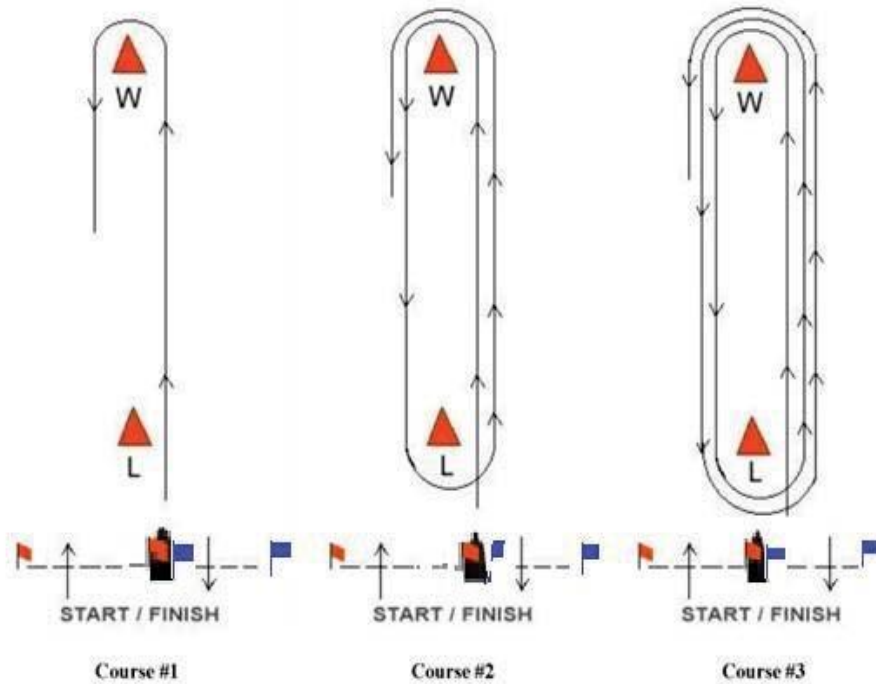 W W W
L L L
START / FINISH START / FINISH START / FINISH
Course #1 Course #2 Course #3